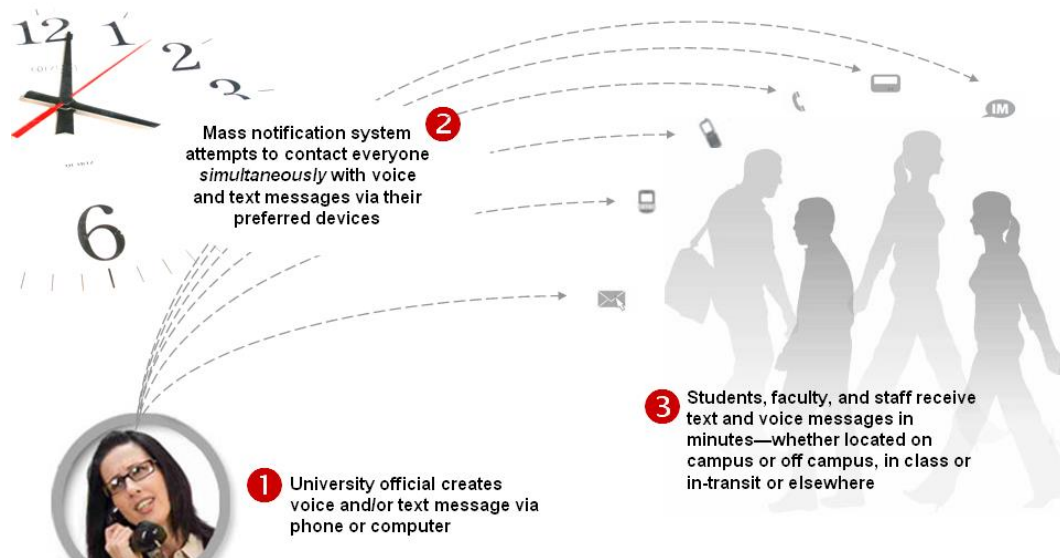 12
1
2
3
6
2
Mass notification system
attempts to contact everyone
simultaneously with voice
and text messages via their
preferred devices
IM
3
Students, faculty, and staff receive
text and voice messages in
minutes—whether located on
campus or off campus, in class or
in-transit or elsewhere
1
University official creates
voice and/or text message via
phone or computer